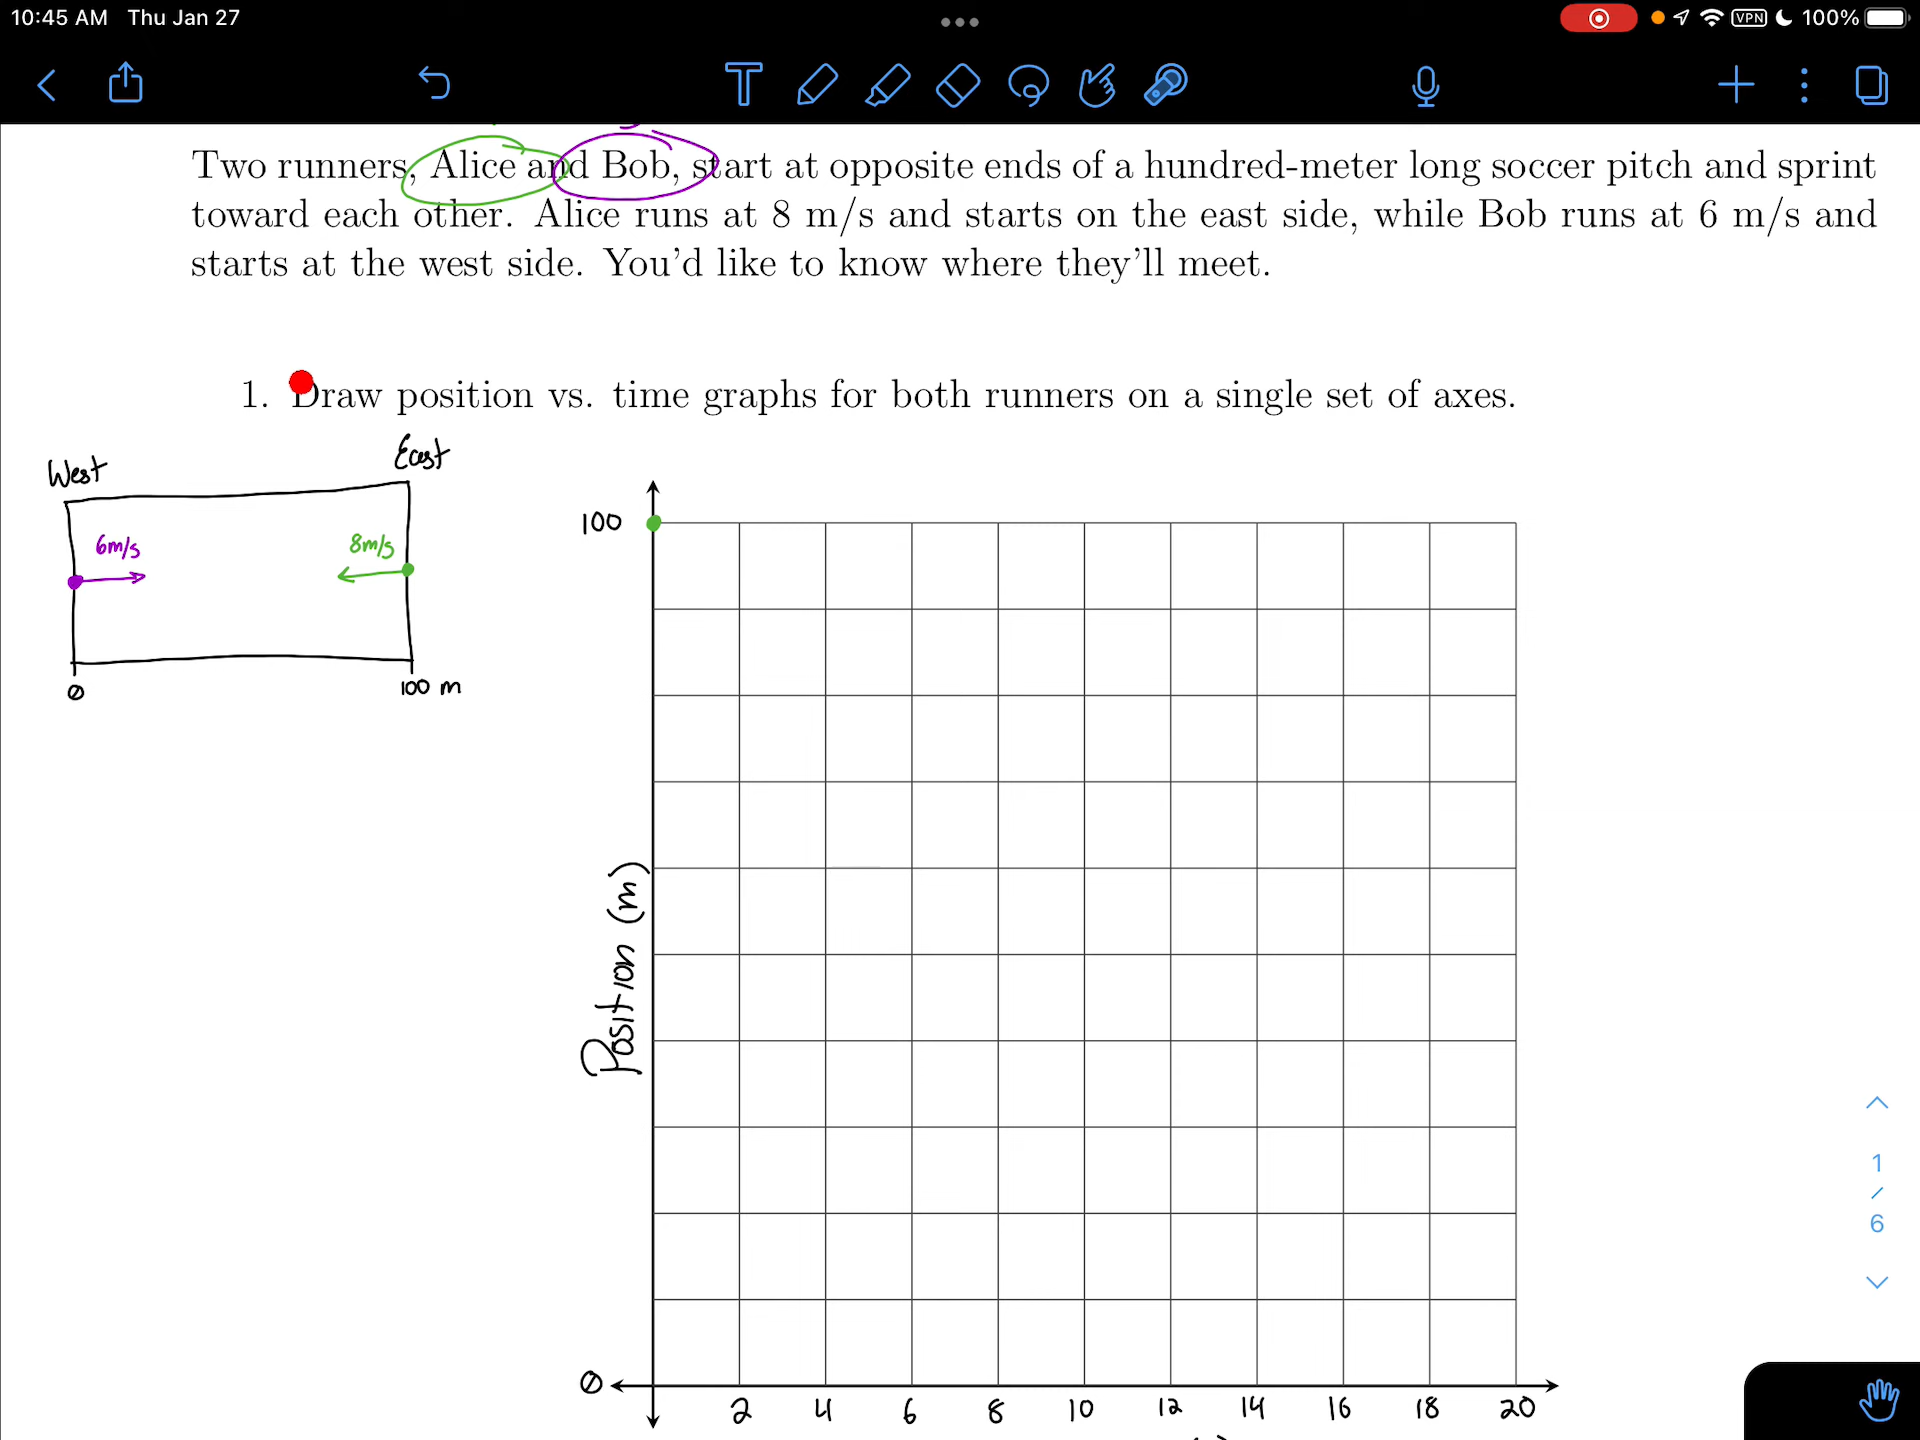 10:45 AM Thu Jan 27
VPN 100%
Two runners, Alice and Bob, start at opposite ends of a hundred-meter long soccer pitch and sprint
toward each other. Alice runs at 8 m/s and starts on the east side, while Bob runs at 6 m/s and
starts at the west side. You'd like to know where they'll meet.
1. Draw position vs. time graphs for both runners on a single set of axes.
West East
6m/s 8m/s
0 100 m
100
Position (m)
0
2 4 6 8 10 12 14 16 18 20
1
/
6